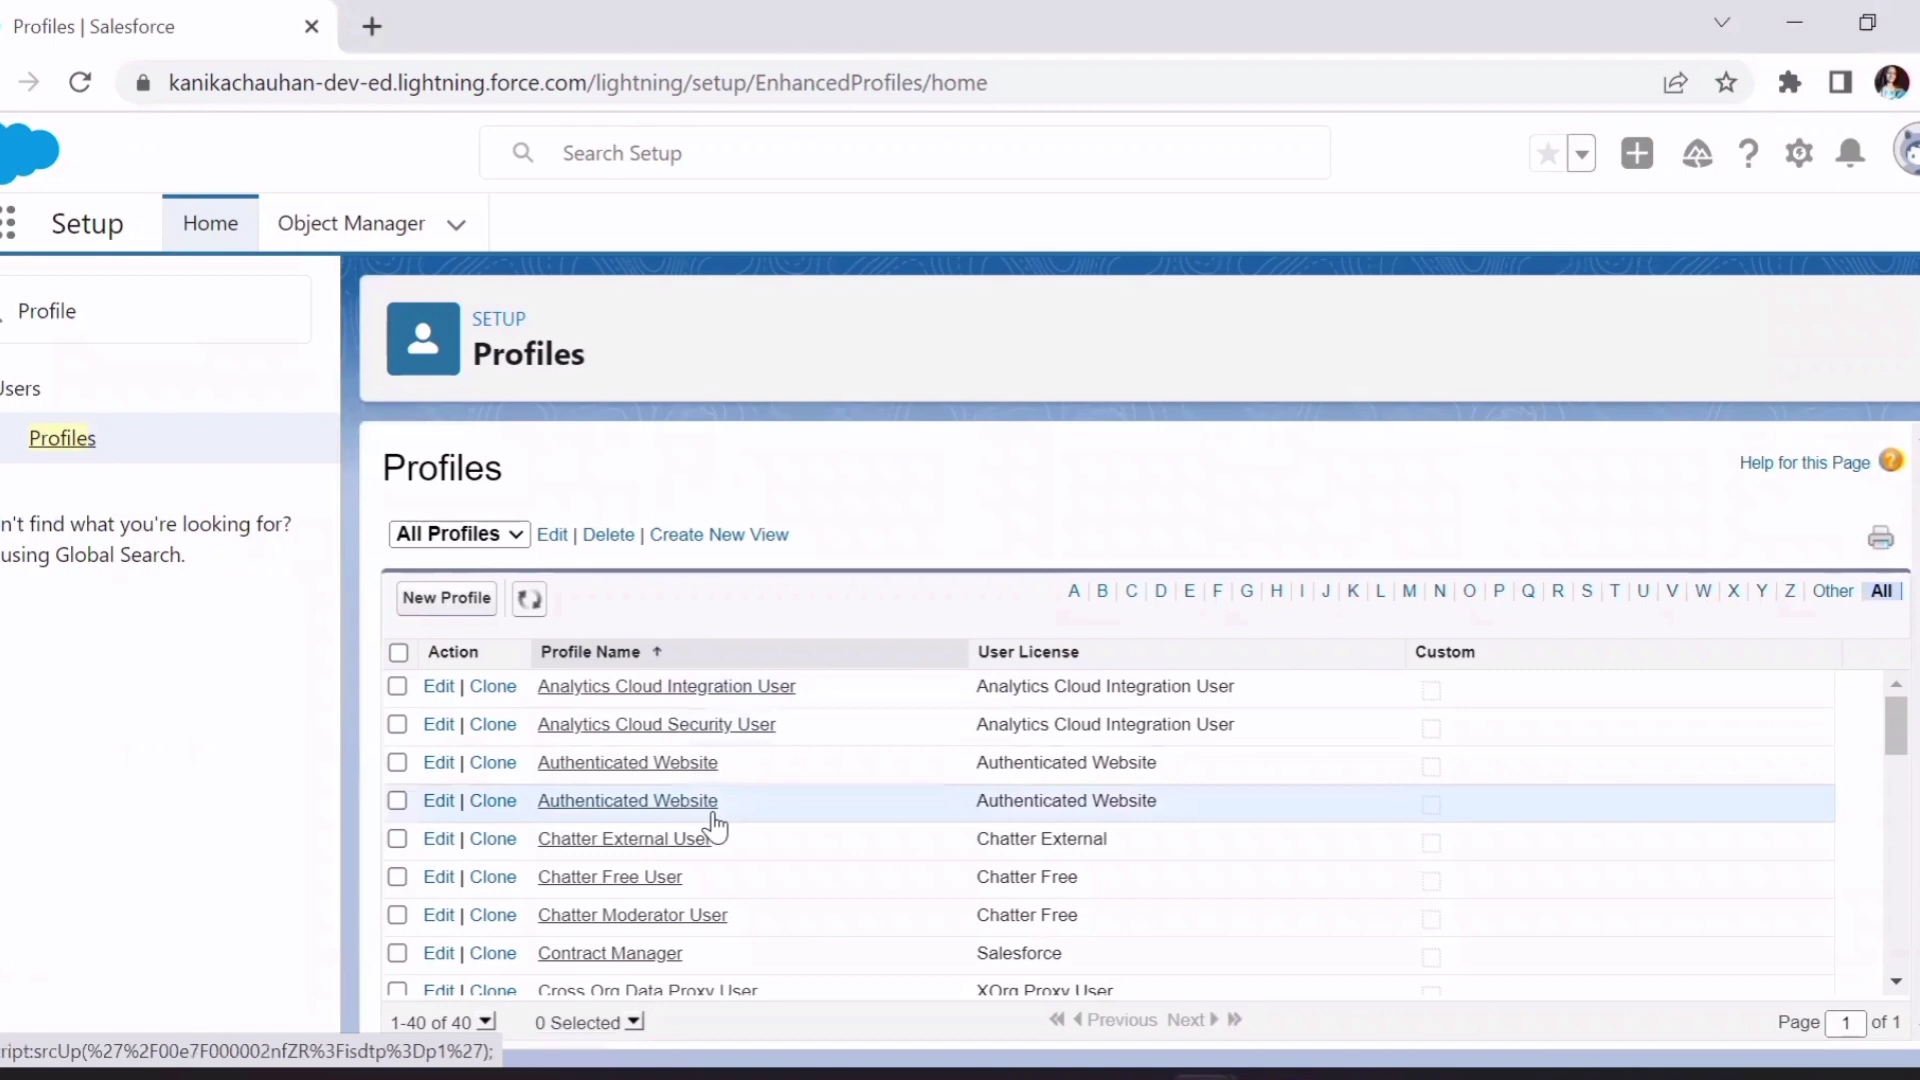 Profiles | Salesforce
kanikachauhan-dev-ed.lightning.force.com/lightning/setup/EnhancedProfiles/home
Search Setup
Setup
Home
Object Manager
Profile
Users
Profiles
n't find what you're looking for?
using Global Search.
SETUP
Profiles
Profiles
Help for this Page
All Profiles Edit | Delete | Create New View
New Profile
A | B | C | D | E | F | G | H | I | J | K | L | M | N | O | P | Q | R | S | T | U | V | W | X | Y | Z | Other All
Action Profile Name User License Custom
Edit | Clone Analytics Cloud Integration User Analytics Cloud Integration User
Edit | Clone Analytics Cloud Security User Analytics Cloud Integration User
Edit | Clone Authenticated Website Authenticated Website
Edit | Clone Authenticated Website Authenticated Website
Edit | Clone Chatter External User Chatter External
Edit | Clone Chatter Free User Chatter Free
Edit | Clone Chatter Moderator User Chatter Free
Edit | Clone Contract Manager Salesforce
Edit | Clone Cross Org Data Proxy User XOrg Proxy User
1-40 of 40 0 Selected Previous Next Page 1 of 1
ript:srcUp(%27%2F00e7F000002nfZR%3Fisdtp%3Dp1%27);